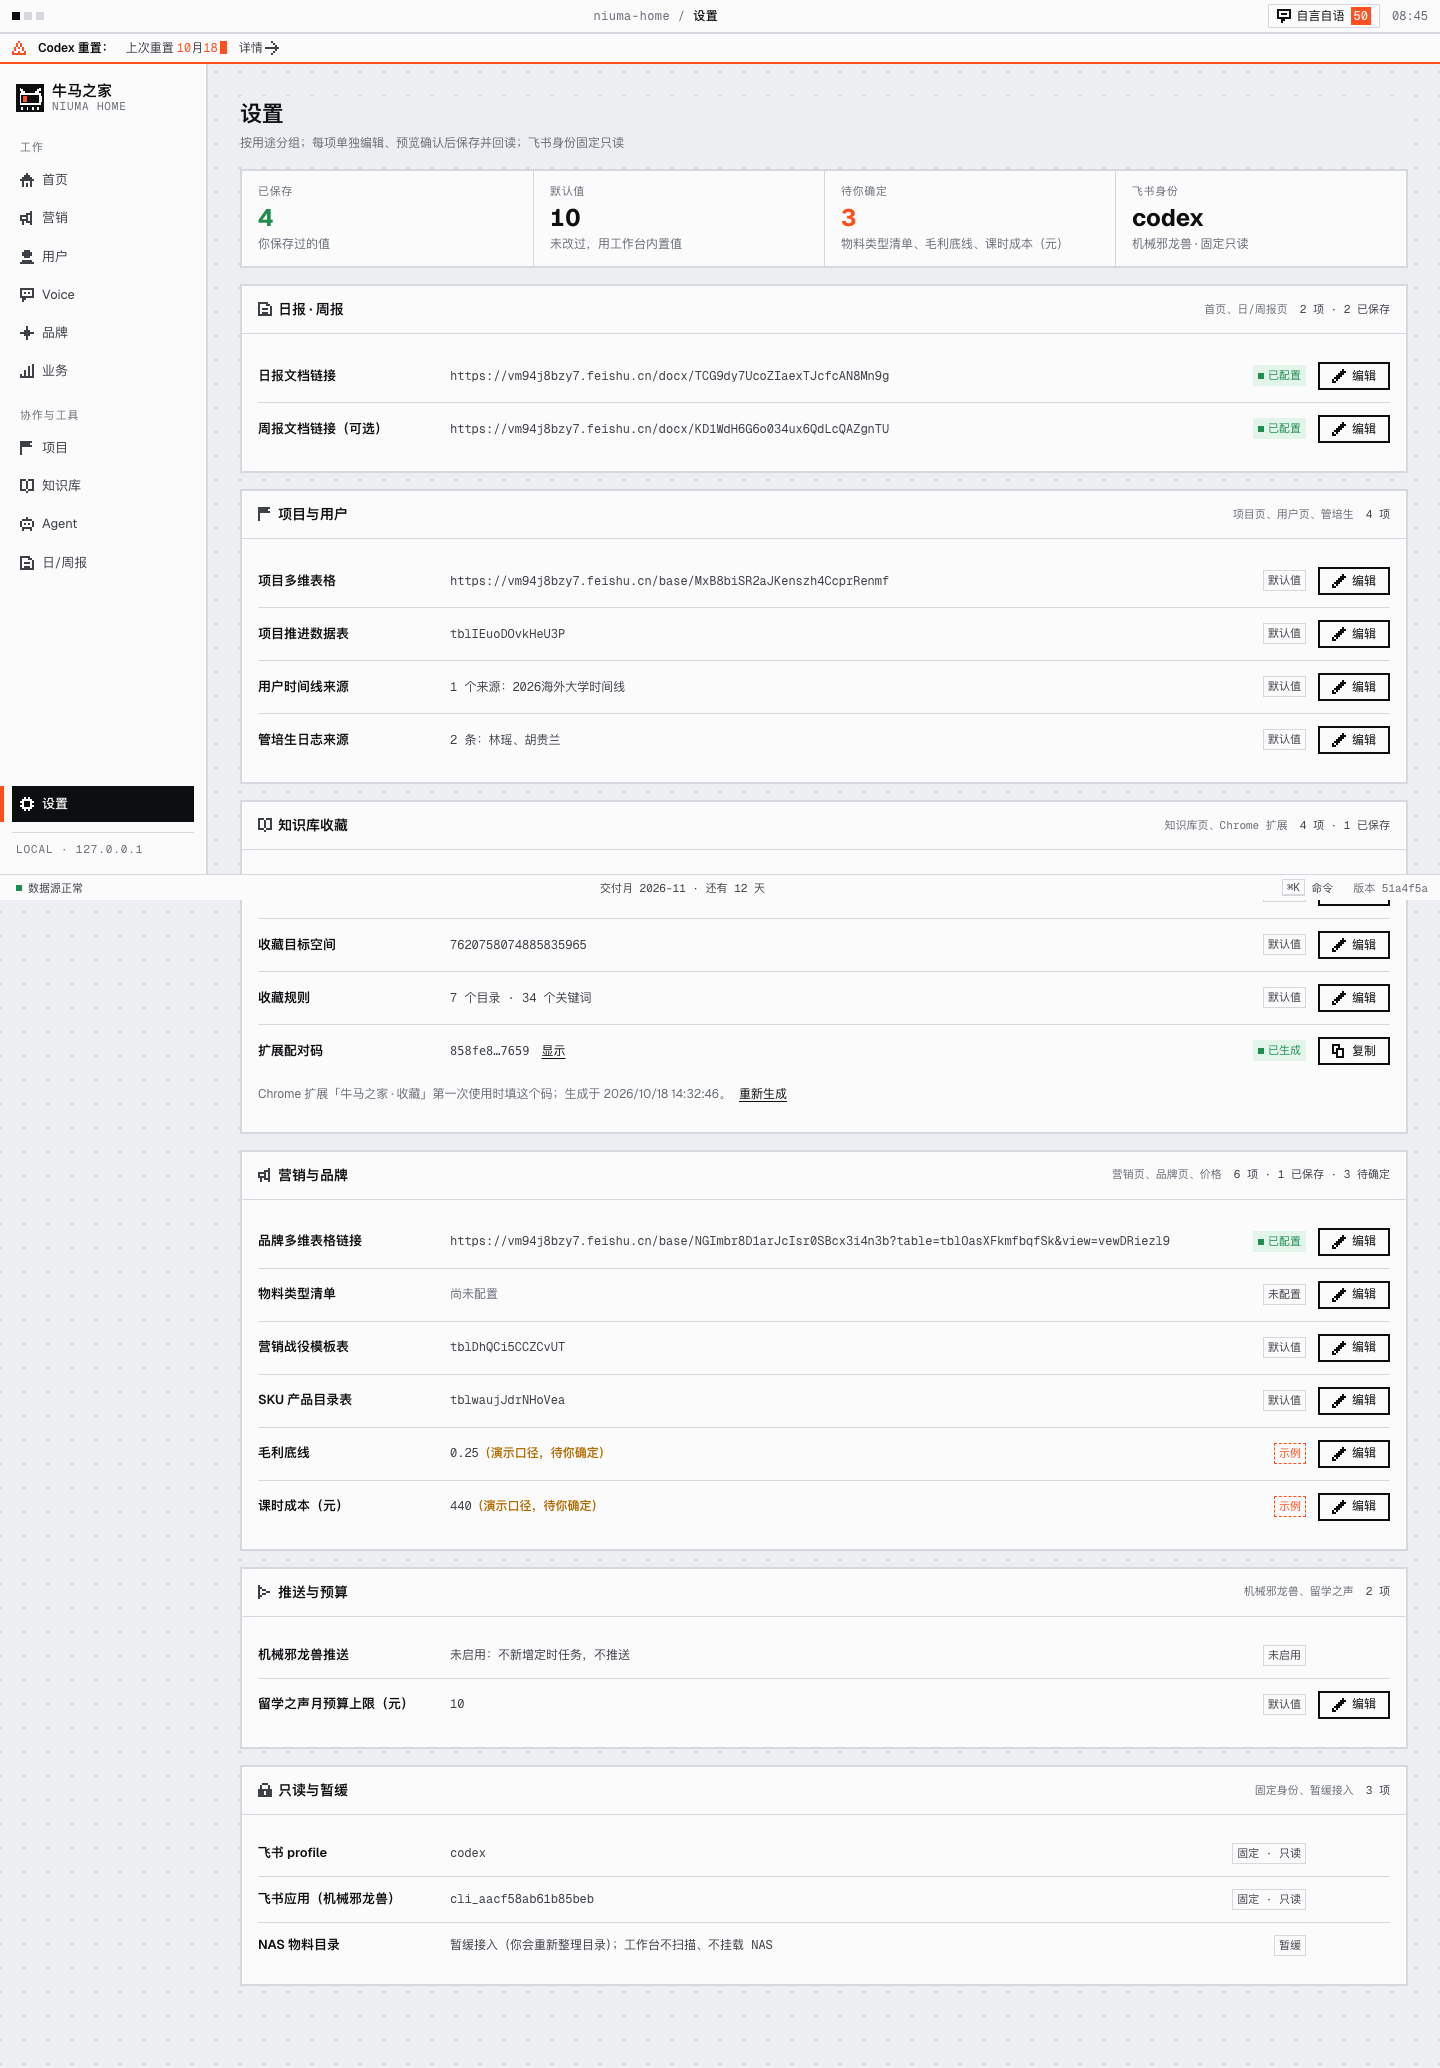 niuma-home / 设置
自言自语 50
08:45
Codex 重置： 上次重置 10月18 详情
牛马之家
NIUMA HOME
工作
首页
营销
用户
Voice
品牌
业务
协作与工具
项目
知识库
Agent
日/周报
设置
LOCAL · 127.0.0.1
设置
按用途分组；每项单独编辑、预览确认后保存并回读；飞书身份固定只读
已保存
4
你保存过的值
默认值
10
未改过，用工作台内置值
待你确定
3
物料类型清单、毛利底线、课时成本（元）
飞书身份
codex
机械邪龙兽 · 固定只读
日报 · 周报
首页、日/周报页 2 项 · 2 已保存
日报文档链接 https://vm94j8bzy7.feishu.cn/docx/TCG9dy7UcoZIaexTJcfcAN8Mn9g 已配置 编辑
周报文档链接（可选） https://vm94j8bzy7.feishu.cn/docx/KD1WdH6G6o034ux6QdLcQAZgnTU 已配置 编辑
项目与用户
项目页、用户页、管培生 4 项
项目多维表格 https://vm94j8bzy7.feishu.cn/base/MxB8biSR2aJKenszh4CcprRenmf 默认值 编辑
项目推进数据表 tblIEuoDOvkHeU3P 默认值 编辑
用户时间线来源 1 个来源：2026海外大学时间线 默认值 编辑
管培生日志来源 2 条：林瑶、胡贵兰 默认值 编辑
知识库收藏
知识库页、Chrome 扩展 4 项 · 1 已保存
数据源正常
交付月 2026-11 · 还有 12 天
⌘K 命令 版本 51a4f5a
收藏目标空间 7620758074885835965 默认值 编辑
收藏规则 7 个目录 · 34 个关键词 默认值 编辑
扩展配对码 858fe8…7659 显示 已生成 复制
Chrome 扩展「牛马之家 · 收藏」第一次使用时填这个码；生成于 2026/10/18 14:32:46。 重新生成
营销与品牌
营销页、品牌页、价格 6 项 · 1 已保存 · 3 待确定
品牌多维表格链接 https://vm94j8bzy7.feishu.cn/base/NGImbr8D1arJcIsr0SBcx3i4n3b?table=tblOasXFkmfbqfSk&view=vewDRiezl9 已配置 编辑
物料类型清单 尚未配置 未配置 编辑
营销战役模板表 tblDhQCi5CCZCvUT 默认值 编辑
SKU 产品目录表 tblwaujJdrNHoVea 默认值 编辑
毛利底线 0.25（演示口径，待你确定） 示例 编辑
课时成本（元） 440（演示口径，待你确定） 示例 编辑
推送与预算
机械邪龙兽、留学之声 2 项
机械邪龙兽推送 未启用：不新增定时任务，不推送 未启用
留学之声月预算上限（元） 10 默认值 编辑
只读与暂缓
固定身份、暂缓接入 3 项
飞书 profile codex 固定 · 只读
飞书应用（机械邪龙兽） cli_aacf58ab61b85beb 固定 · 只读
NAS 物料目录 暂缓接入（你会重新整理目录）；工作台不扫描、不挂载 NAS 暂缓